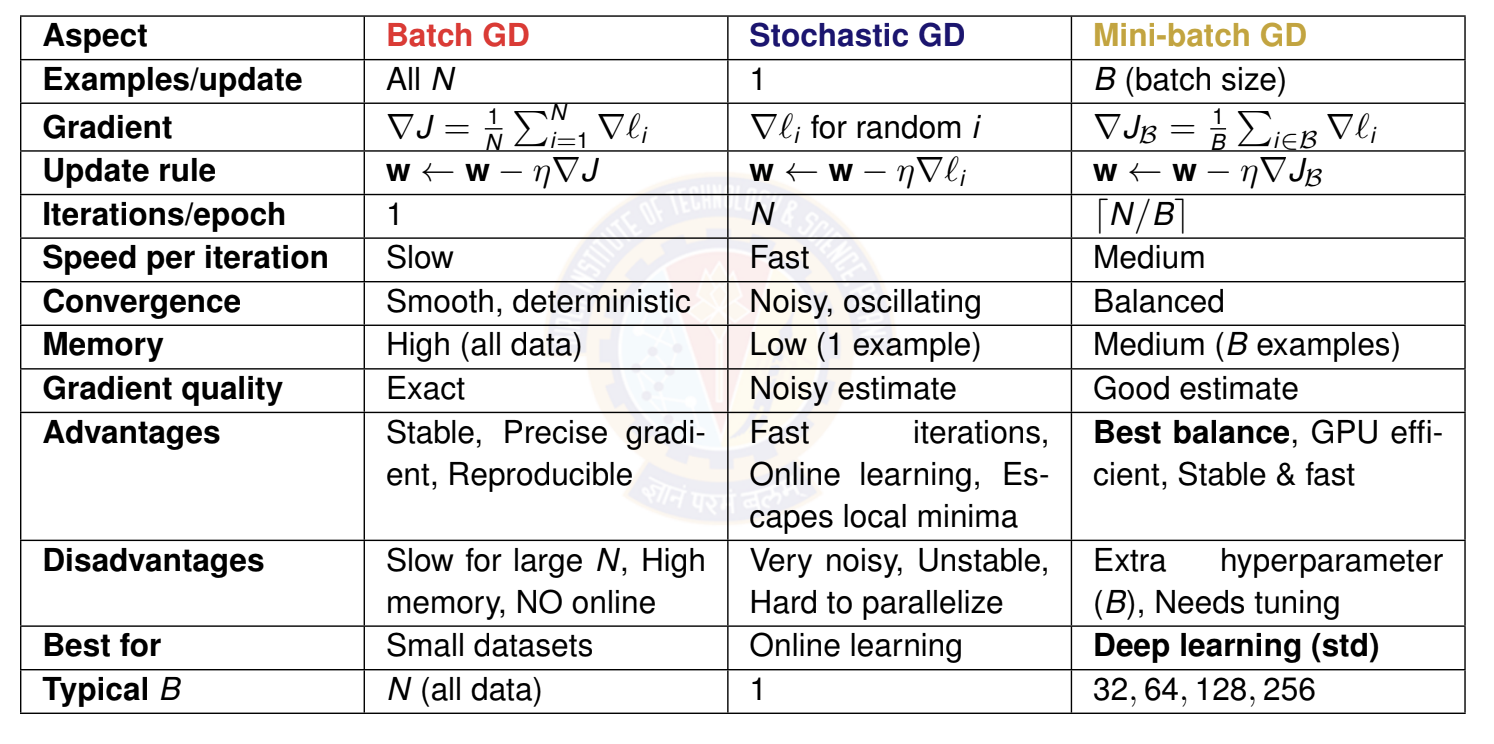 Aspect Batch GD Stochastic GD Mini-batch GD
Examples/update All N 1 B (batch size)
Gradient ∇J = 1/N ∑_{i=1}^{N} ∇ℓ_i ∇ℓ_i for random i ∇J_ℬ = 1/B ∑_{i∈ℬ} ∇ℓ_i
Update rule w ← w − η∇J w ← w − η∇ℓ_i w ← w − η∇J_ℬ
Iterations/epoch 1 N ⌈N/B⌉
Speed per iteration Slow Fast Medium
Convergence Smooth, deterministic Noisy, oscillating Balanced
Memory High (all data) Low (1 example) Medium (B examples)
Gradient quality Exact Noisy estimate Good estimate
Advantages Stable, Precise gradi- Fast iterations, Best balance, GPU effi-
ent, Reproducible Online learning, Es- cient, Stable & fast
capes local minima
Disadvantages Slow for large N, High Very noisy, Unstable, Extra hyperparameter
memory, NO online Hard to parallelize (B), Needs tuning
Best for Small datasets Online learning Deep learning (std)
Typical B N (all data) 1 32, 64, 128, 256
INSTITUTE OF TECHNOLOGY & SCIENCE
ज्ञानं परमं बलम्